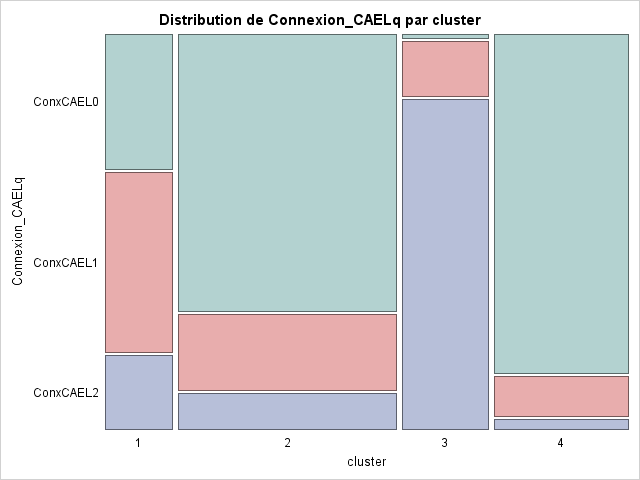 Distribution de Connexion_CAELq par cluster
Connexion_CAELq
ConxCAEL0
ConxCAEL1
ConxCAEL2
1 2 3 4
cluster